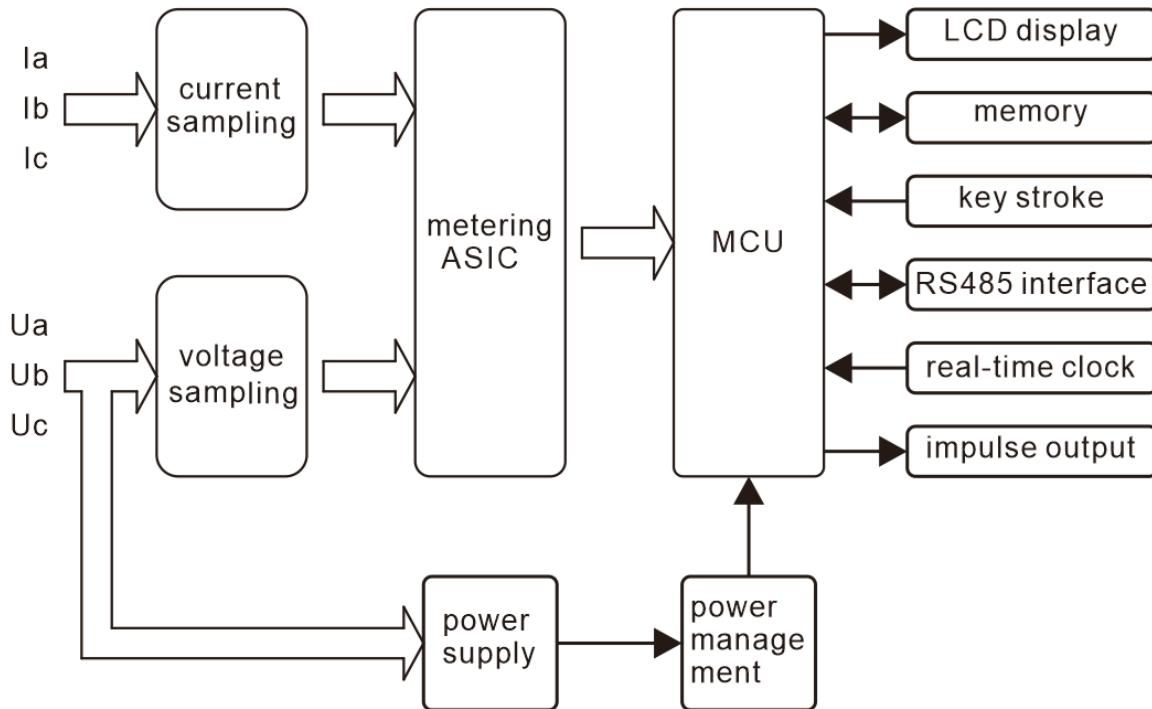 Ia
Ib
Ic
current
sampling
Ua
Ub
Uc
voltage
sampling
metering
ASIC
MCU
LCD display
memory
key stroke
RS485 interface
real-time clock
impulse output
power
supply
power
manage
ment